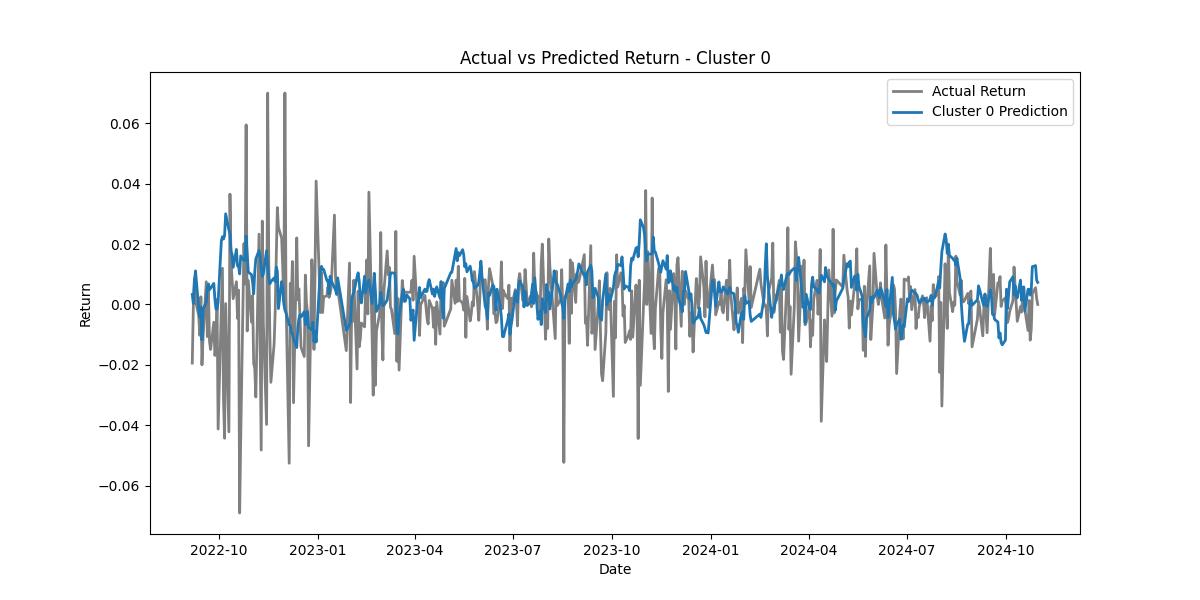 Actual vs Predicted Return - Cluster 0
Actual Return
Cluster 0 Prediction
Return
0.06
0.04
0.02
0.00
−0.02
−0.04
−0.06
2022-10 2023-01 2023-04 2023-07 2023-10 2024-01 2024-04 2024-07 2024-10
Date